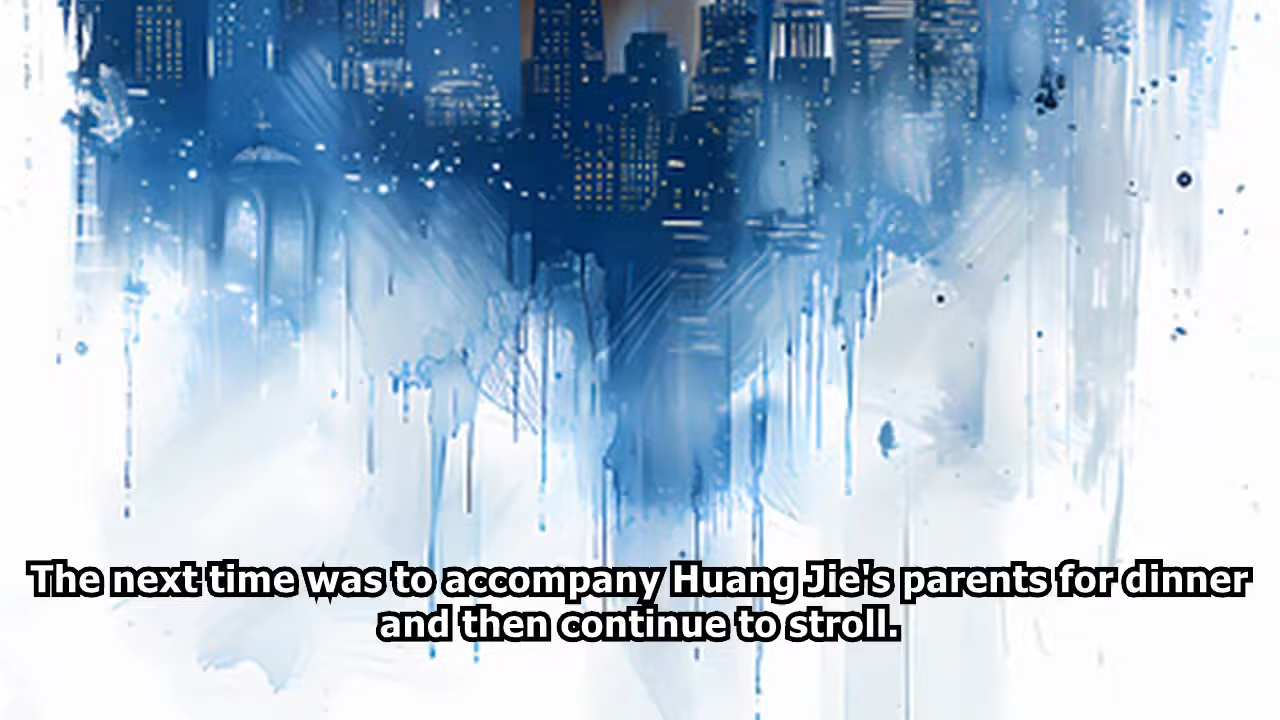 The next time was to accompany Huang Jie's parents for dinner
and then continue to stroll.